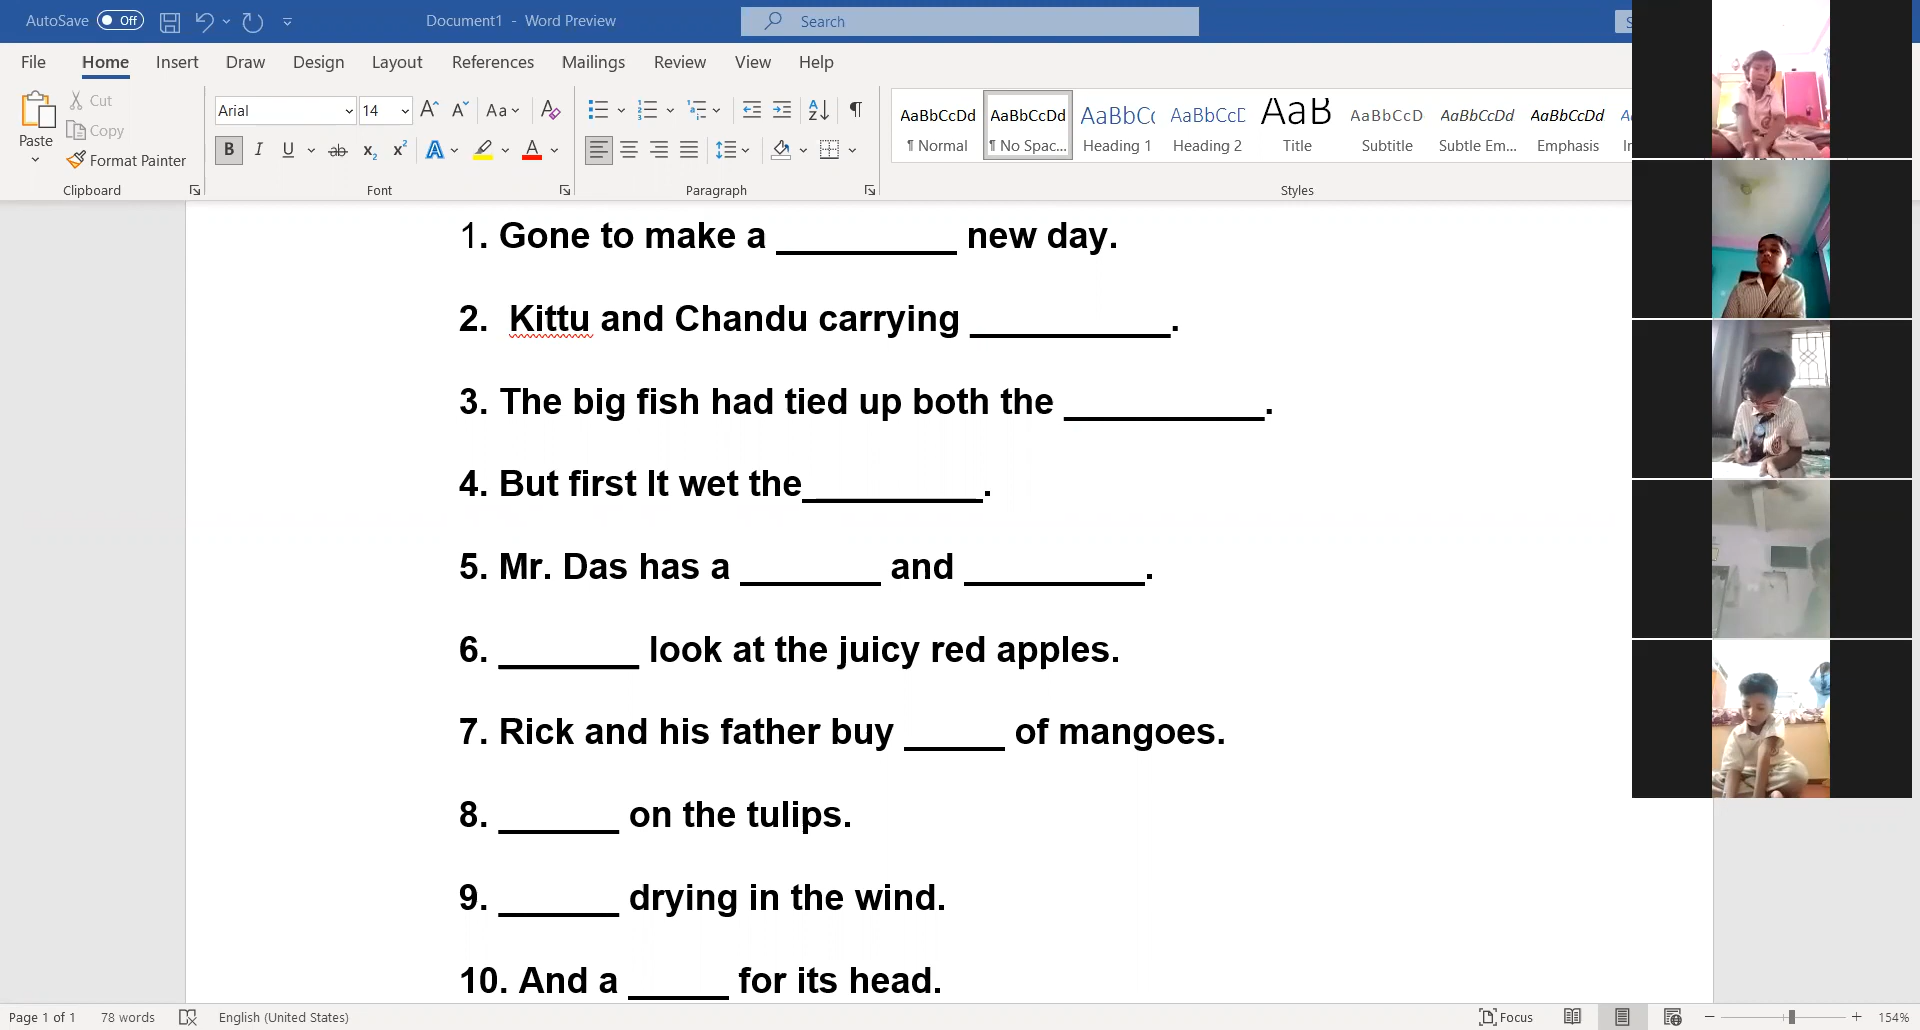 AutoSave Off Document1 - Word Preview Search
File Home Insert Draw Design Layout References Mailings Review View Help
Paste Cut Copy Format Painter
Arial 14
AaBbCcDd AaBbCcDd AaBbC AaBbCc AaB AaBbCcD AaBbCcDd AaBbCcDd
¶ Normal ¶ No Spac... Heading 1 Heading 2 Title Subtitle Subtle Em... Emphasis
Clipboard Font Paragraph Styles
1. Gone to make a _________ new day.
2. Kittu and Chandu carrying __________.
3. The big fish had tied up both the __________.
4. But first It wet the_________.
5. Mr. Das has a _______ and _________.
6. _______ look at the juicy red apples.
7. Rick and his father buy _____ of mangoes.
8. ______ on the tulips.
9. ______ drying in the wind.
10. And a _____ for its head.
Page 1 of 1 78 words English (United States) Focus 154%